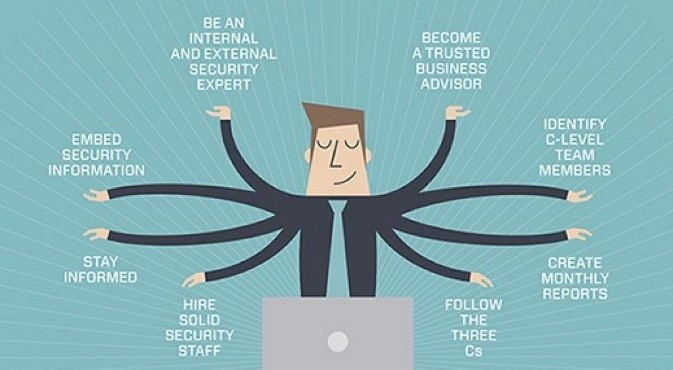 BE AN
INTERNAL
AND EXTERNAL
SECURITY
EXPERT
BECOME
A TRUSTED
BUSINESS
ADVISOR
EMBED
SECURITY
INFORMATION
IDENTIFY
C-LEVEL
TEAM
MEMBERS
STAY
INFORMED
CREATE
MONTHLY
REPORTS
HIRE
SOLID
SECURITY
STAFF
FOLLOW
THE
THREE
Cs